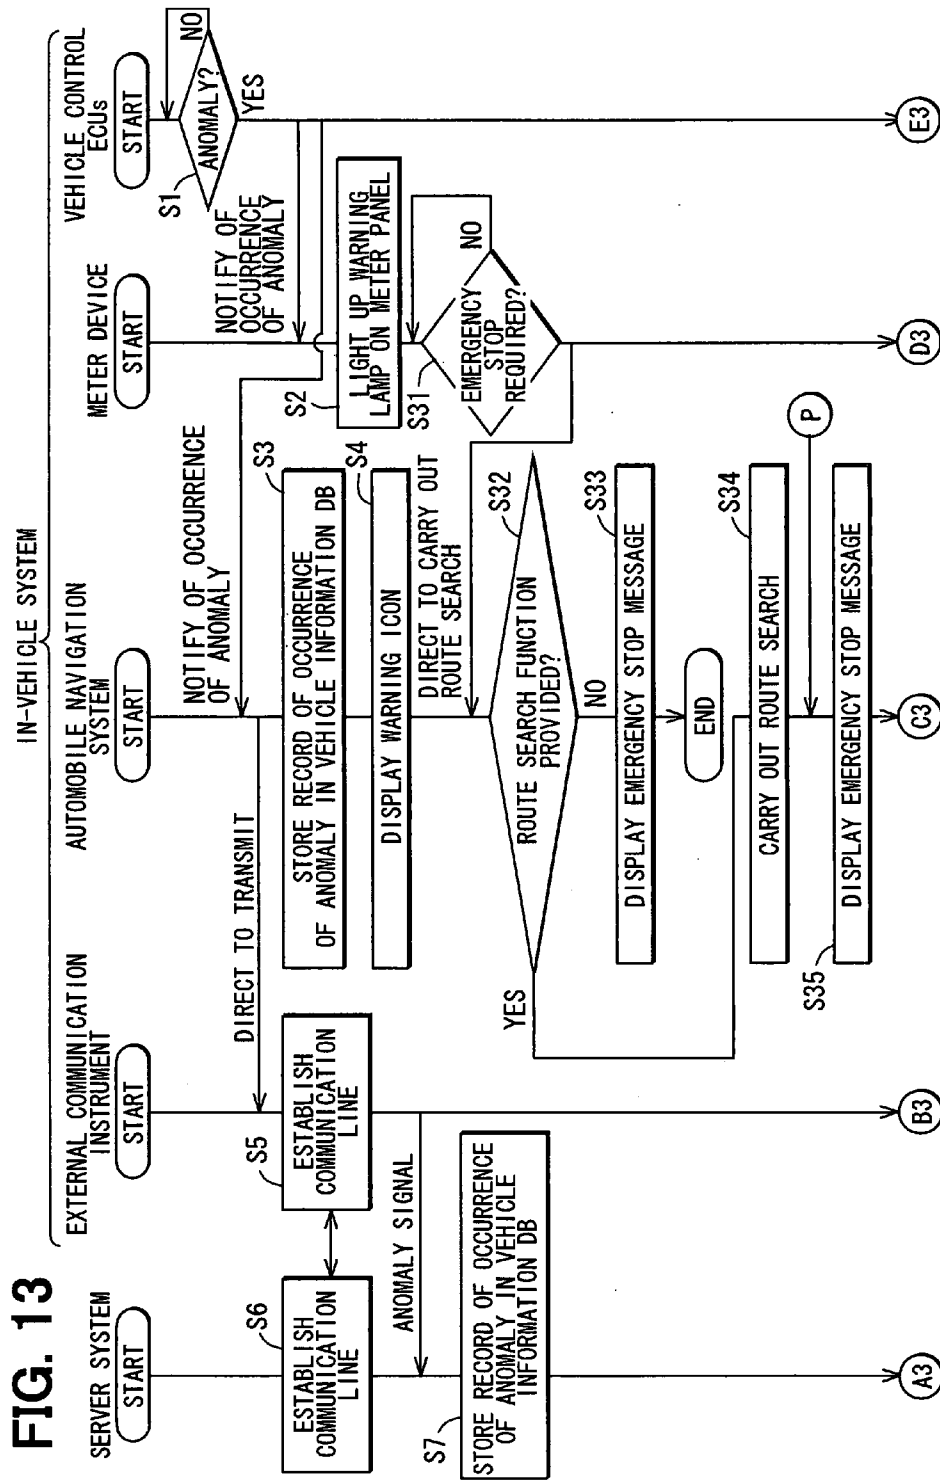 FIG. 13
IN-VEHICLE SYSTEM
SERVER SYSTEM
START
S6
ESTABLISH
COMMUNICATION
LINE
ANOMALY SIGNAL
S7
STORE RECORD OF OCCURRENCE
OF ANOMALY IN VEHICLE
INFORMATION DB
A3
EXTERNAL COMMUNICATION
INSTRUMENT
START
DIRECT TO TRANSMIT
S5
ESTABLISH
COMMUNICATION
LINE
B3
AUTOMOBILE NAVIGATION
SYSTEM
START
NOTIFY OF OCCURRENCE
OF ANOMALY
S3
STORE RECORD OF OCCURRENCE
OF ANOMALY IN VEHICLE INFORMATION DB
S4
DISPLAY WARNING ICON
DIRECT TO CARRY OUT
ROUTE SEARCH
S32
ROUTE SEARCH FUNCTION
PROVIDED?
YES
NO
S33
DISPLAY EMERGENCY STOP MESSAGE
END
S34
CARRY OUT ROUTE SEARCH
P
S35
DISPLAY EMERGENCY STOP MESSAGE
C3
METER DEVICE
START
NOTIFY OF
OCCURRENCE
OF ANOMALY
S2
LIGHT UP WARNING
LAMP ON METER PANEL
S31
EMERGENCY
STOP
REQUIRED?
NO
D3
VEHICLE CONTROL
ECUs
START
S1
ANOMALY?
NO
YES
E3